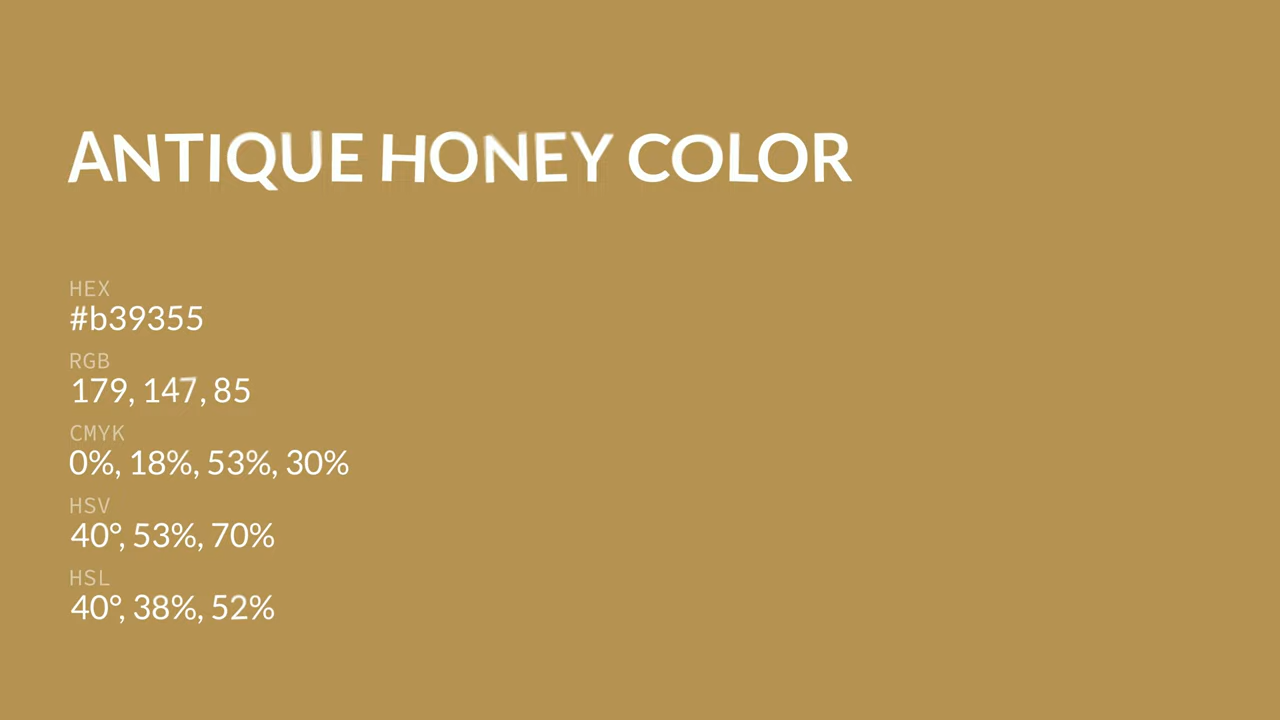 ANTIQUE HONEY COLOR
HEX
#b39355
RGB
179, 147, 85
CMYK
0%, 18%, 53%, 30%
HSV
40°, 53%, 70%
HSL
40°, 38%, 52%